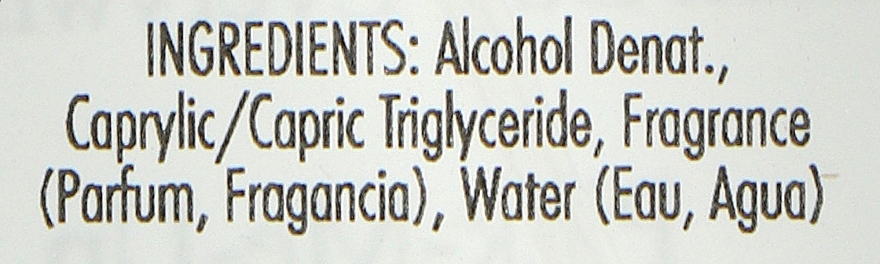 INGREDIENTS: Alcohol Denat.,
Caprylic/Capric Triglyceride, Fragrance
(Parfum, Fragancia), Water (Eau, Agua)